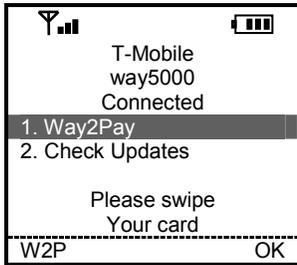 T-Mobile
way5000
Connected
1. Way2Pay
2. Check Updates
Please swipe
Your card
W2P OK